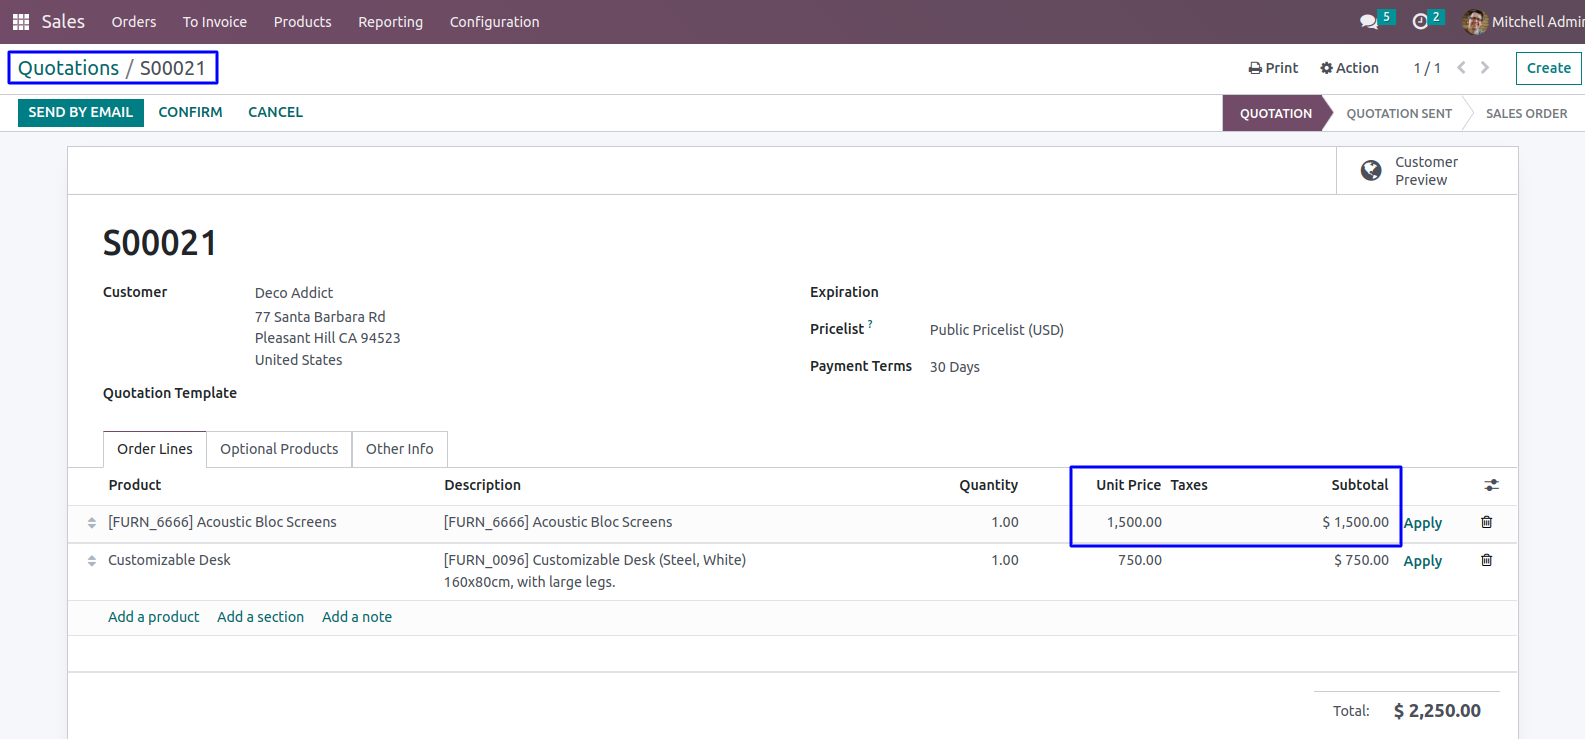 Sales Orders To Invoice Products Reporting Configuration 5 2 Mitchell Admin
Quotations / S00021 Print Action 1 / 1 Create
SEND BY EMAIL CONFIRM CANCEL QUOTATION QUOTATION SENT SALES ORDER
Customer
Preview
S00021
Customer Deco Addict Expiration
77 Santa Barbara Rd
Pricelist ? Public Pricelist (USD)
Pleasant Hill CA 94523
United States
Payment Terms 30 Days
Quotation Template
Order Lines Optional Products Other Info
Product Description Quantity Unit Price Taxes Subtotal
[FURN_6666] Acoustic Bloc Screens [FURN_6666] Acoustic Bloc Screens 1.00 1,500.00 $ 1,500.00 Apply
Customizable Desk [FURN_0096] Customizable Desk (Steel, White) 1.00 750.00 $ 750.00 Apply
160x80cm, with large legs.
Add a product Add a section Add a note
Total: $ 2,250.00